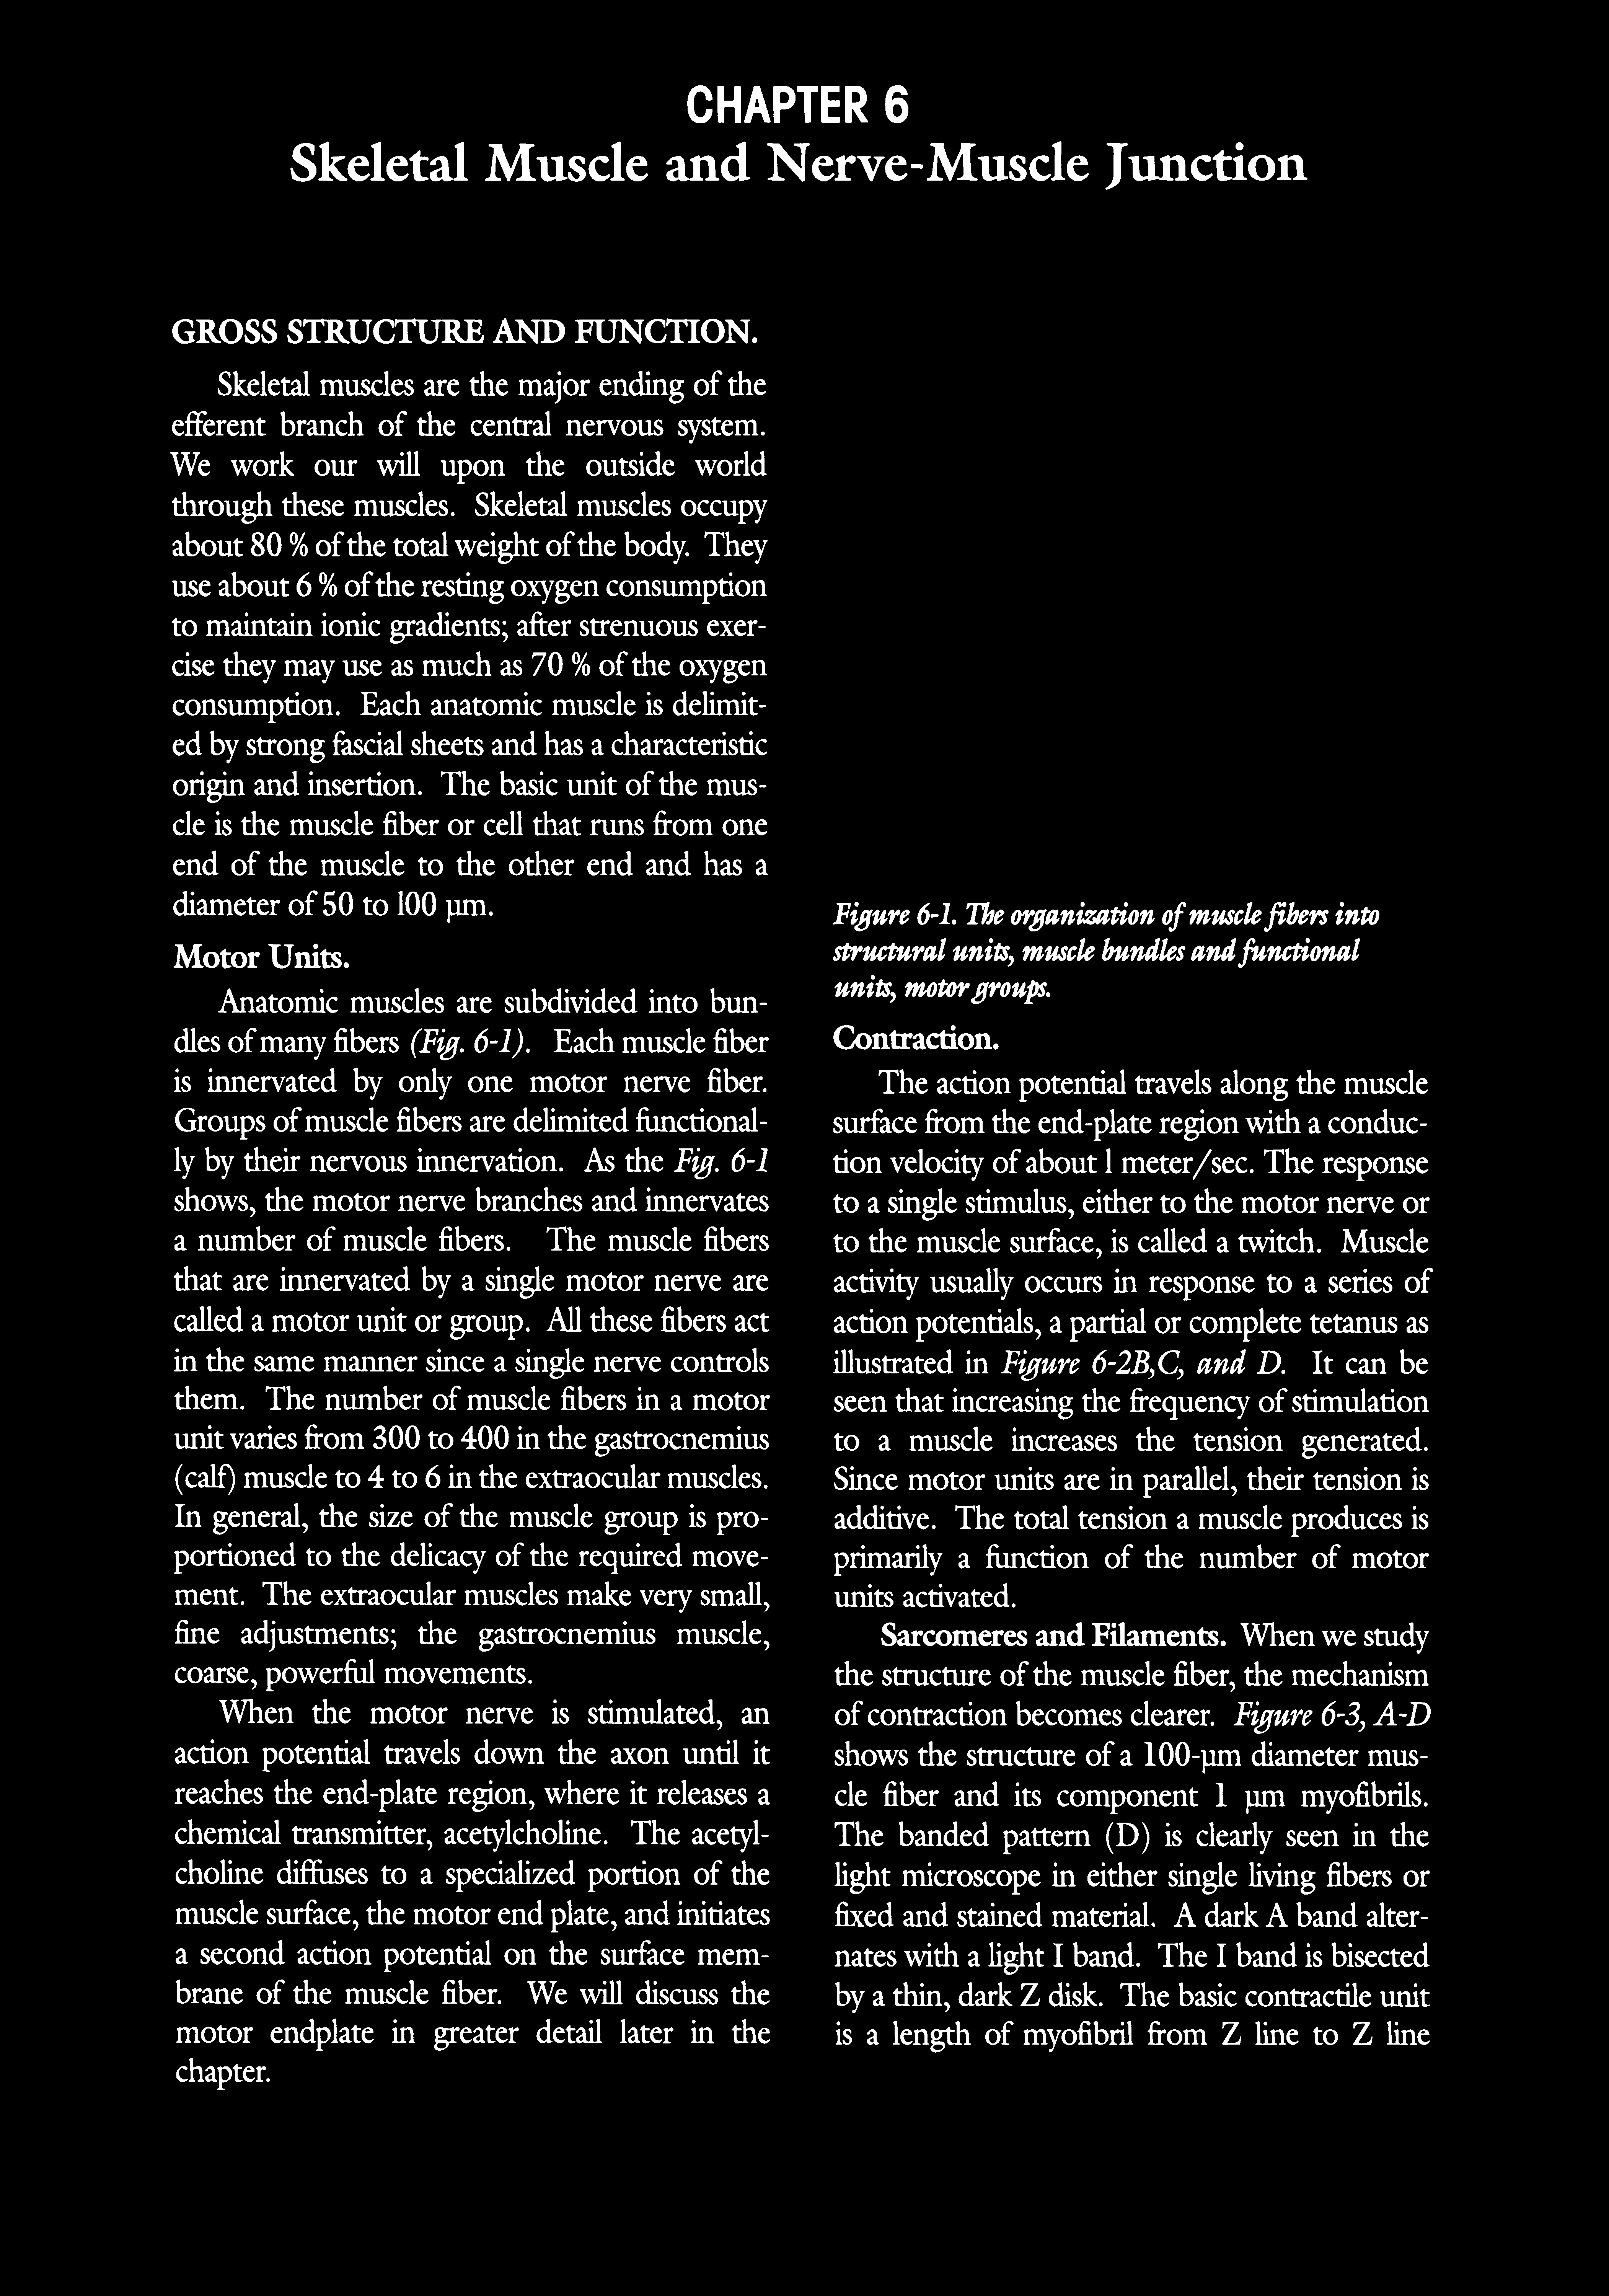 CHAPTER 6
Skeletal Muscle and Nerve-Muscle Junction
GROSS STRUCTURE AND FUNCTION.
Skeletal muscles are the major ending of the
efferent branch of the central nervous system.
We work our will upon the outside world
through these muscles. Skeletal muscles occupy
about 80 % of the total weight of the body. They
use about 6 % of the resting oxygen consumption
to maintain ionic gradients; after strenuous exer-
cise they may use as much as 70 % of the oxygen
consumption. Each anatomic muscle is delimit-
ed by strong fascial sheets and has a characteristic
origin and insertion. The basic unit of the mus-
cle is the muscle fiber or cell that runs from one
end of the muscle to the other end and has a
diameter of 50 to 100 µm.
Motor Units.
Anatomic muscles are subdivided into bun-
dles of many fibers (Fig. 6-1). Each muscle fiber
is innervated by only one motor nerve fiber.
Groups of muscle fibers are delimited functional-
ly by their nervous innervation. As the Fig. 6-1
shows, the motor nerve branches and innervates
a number of muscle fibers. The muscle fibers
that are innervated by a single motor nerve are
called a motor unit or group. All these fibers act
in the same manner since a single nerve controls
them. The number of muscle fibers in a motor
unit varies from 300 to 400 in the gastrocnemius
(calf) muscle to 4 to 6 in the extraocular muscles.
In general, the size of the muscle group is pro-
portioned to the delicacy of the required move-
ment. The extraocular muscles make very small,
fine adjustments; the gastrocnemius muscle,
coarse, powerful movements.
When the motor nerve is stimulated, an
action potential travels down the axon until it
reaches the end-plate region, where it releases a
chemical transmitter, acetylcholine. The acetyl-
choline diffuses to a specialized portion of the
muscle surface, the motor end plate, and initiates
a second action potential on the surface mem-
brane of the muscle fiber. We will discuss the
motor endplate in greater detail later in the
chapter.
Figure 6-1. The organization of muscle fibers into
structural units, muscle bundles and functional
units, motor groups.
Contraction.
The action potential travels along the muscle
surface from the end-plate region with a conduc-
tion velocity of about 1 meter/sec. The response
to a single stimulus, either to the motor nerve or
to the muscle surface, is called a twitch. Muscle
activity usually occurs in response to a series of
action potentials, a partial or complete tetanus as
illustrated in Figure 6-2B,C, and D. It can be
seen that increasing the frequency of stimulation
to a muscle increases the tension generated.
Since motor units are in parallel, their tension is
additive. The total tension a muscle produces is
primarily a function of the number of motor
units activated.
Sarcomeres and Filaments. When we study
the structure of the muscle fiber, the mechanism
of contraction becomes clearer. Figure 6-3, A-D
shows the structure of a 100-µm diameter mus-
cle fiber and its component 1 µm myofibrils.
The banded pattern (D) is clearly seen in the
light microscope in either single living fibers or
fixed and stained material. A dark A band alter-
nates with a light I band. The I band is bisected
by a thin, dark Z disk. The basic contractile unit
is a length of myofibril from Z line to Z line